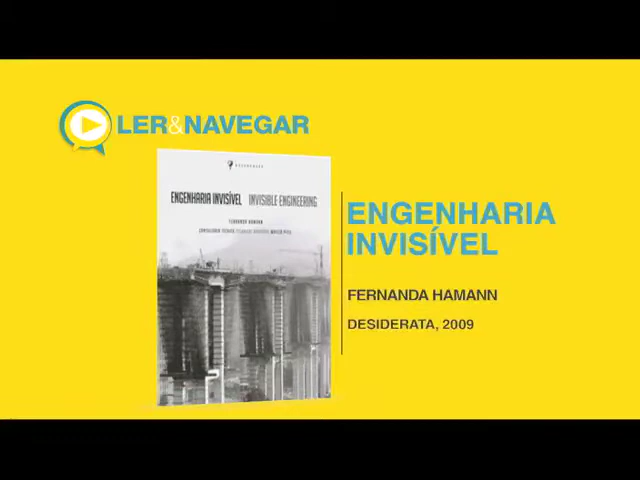 LER&NAVEGAR
ENGENHARIA INVISÍVEL INVISIBLE ENGINEERING
FERNANDA HAMANN
ENGENHARIA
INVISÍVEL
FERNANDA HAMANN
DESIDERATA, 2009